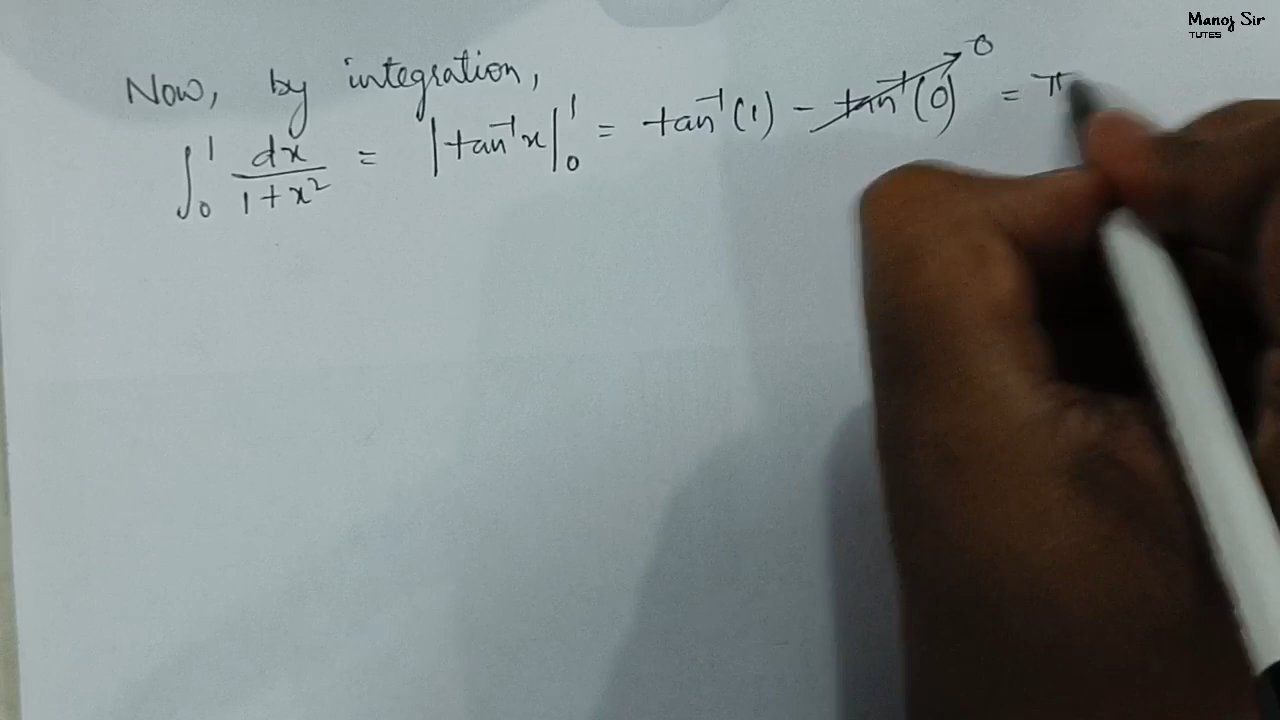 Manoj Sir
TUTES
Now, by integration,
∫₀¹ dx/(1+x²) = |tan⁻¹x|₀¹ = tan⁻¹(1) − tan⁻¹(0) = π
0